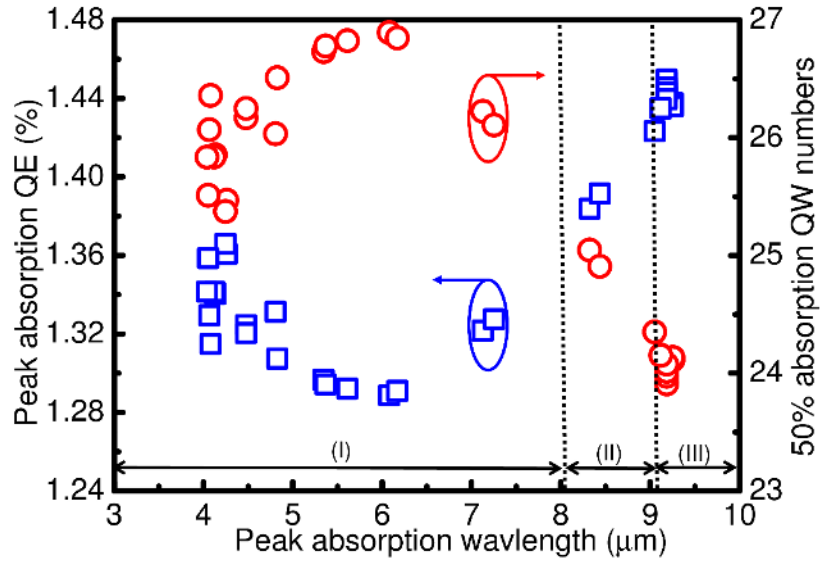 Peak absorption QE (%)
1.48
1.44
1.40
1.36
1.32
1.28
1.24
27
26
25
24
23
50% absorption QW numbers
(I)
(II)
(III)
3 4 5 6 7 8 9 10
Peak absorption wavlength (μm)